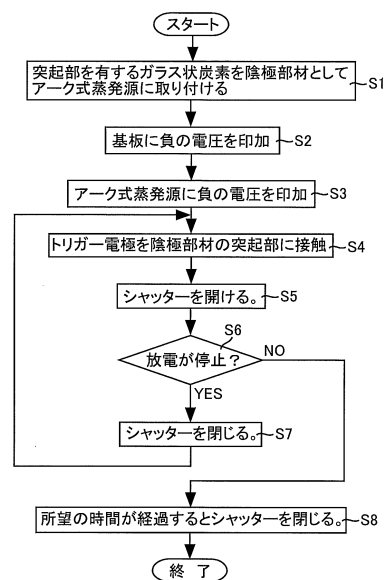 スタート
突起部を有するガラス状炭素を陰極部材として
アーク式蒸発源に取り付ける
S1
基板に負の電圧を印加
S2
アーク式蒸発源に負の電圧を印加
S3
トリガー電極を陰極部材の突起部に接触
S4
シャッターを開ける。
S5
S6
放電が停止?
NO
YES
シャッターを閉じる。
S7
所望の時間が経過するとシャッターを閉じる。
S8
終 了